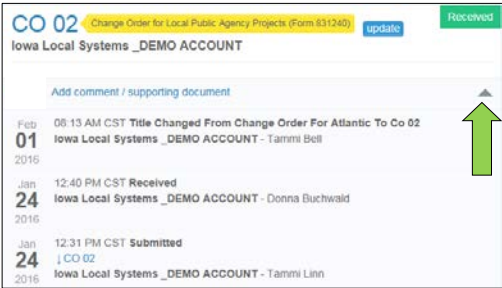 CO 02 Change Order for Local Public Agency Projects (Form 831240) update Received
Iowa Local Systems _DEMO ACCOUNT
Add comment / supporting document
Feb 01 2016
08:13 AM CST Title Changed From Change Order For Atlantic To Co 02
Iowa Local Systems _DEMO ACCOUNT - Tammi Bell
Jan 24 2016
12:40 PM CST Received
Iowa Local Systems _DEMO ACCOUNT - Donna Buchwald
Jan 24 2016
12:31 PM CST Submitted
↓CO 02
Iowa Local Systems _DEMO ACCOUNT - Tammi Linn